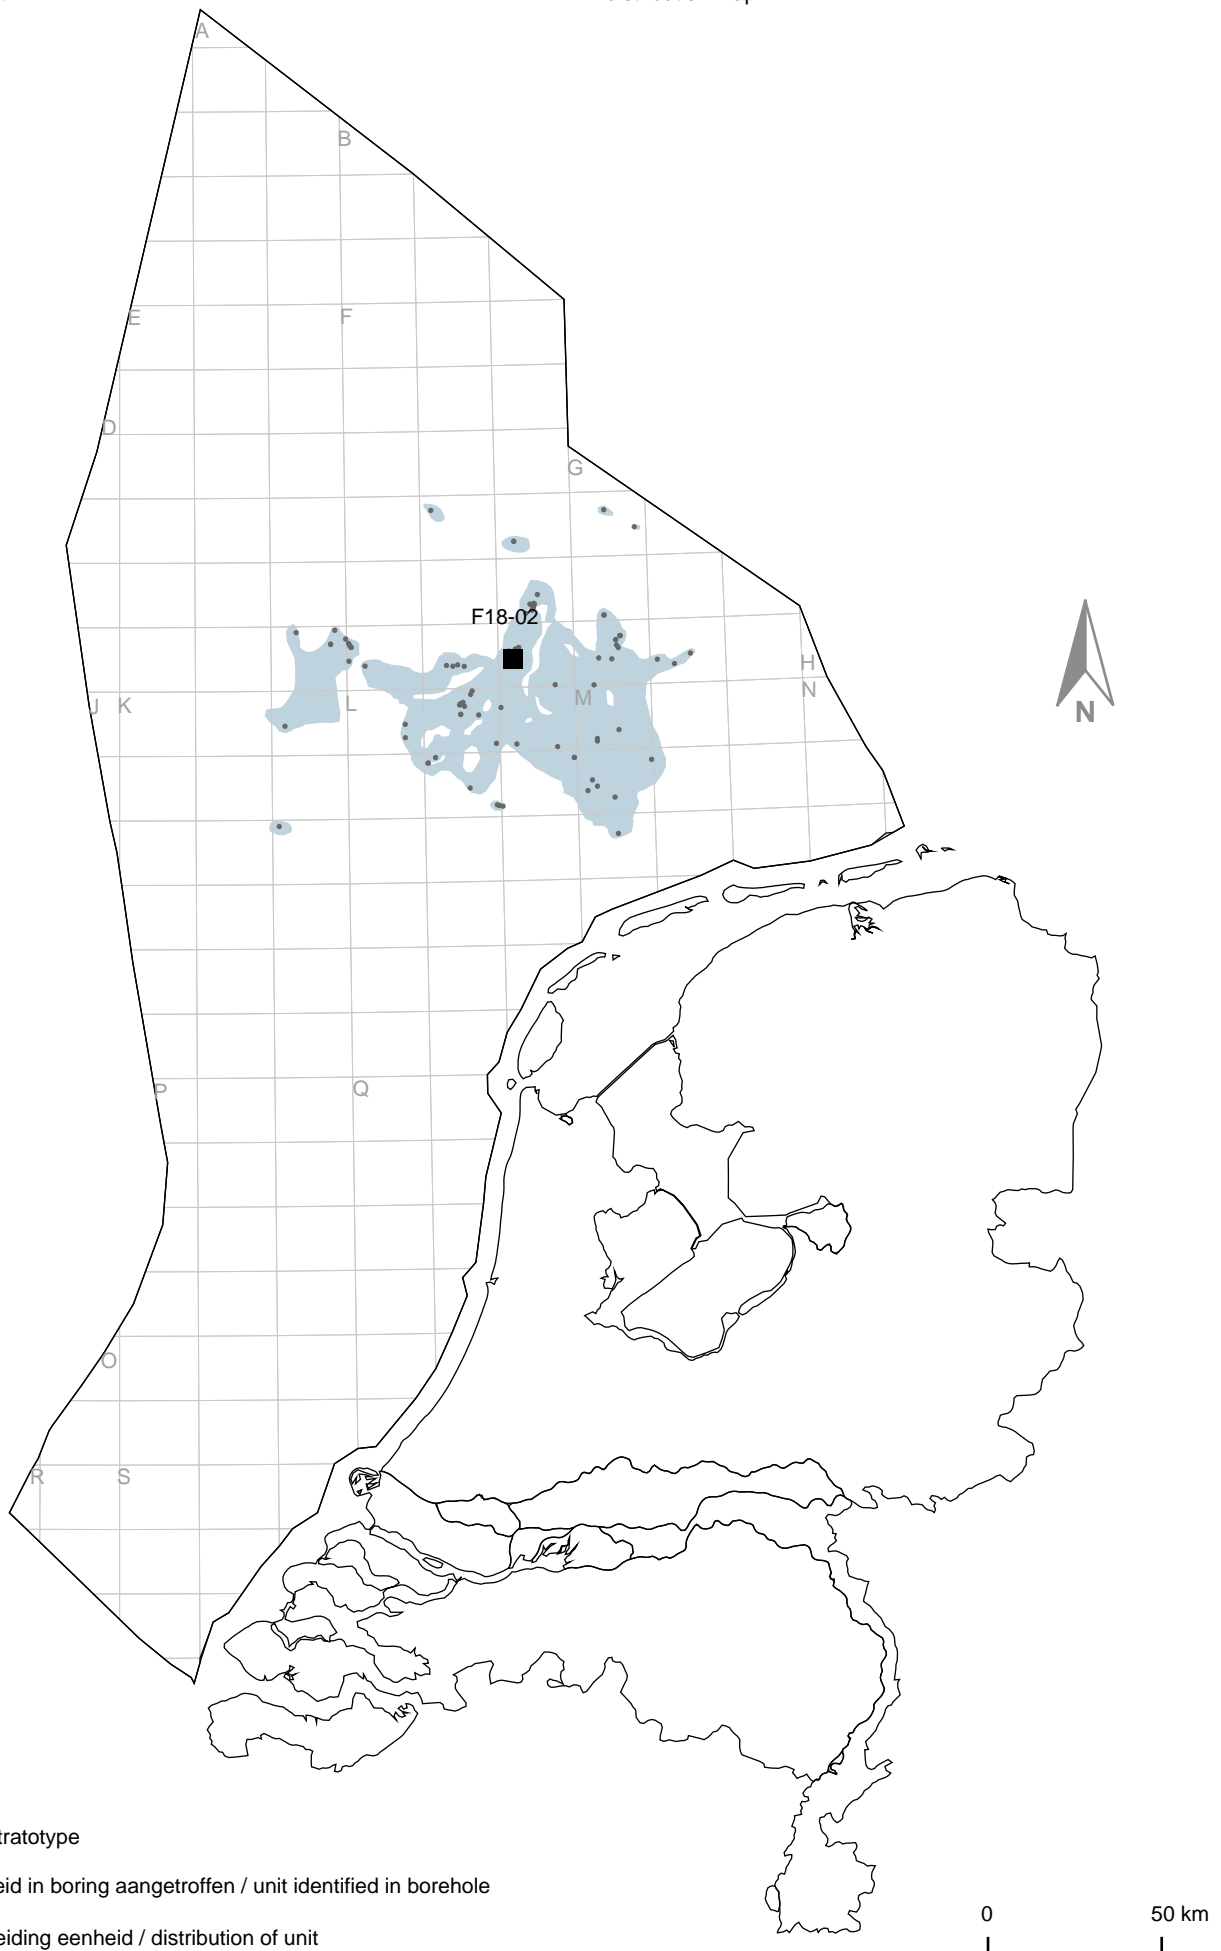 A
B
E
F
D
G
F18-02
H
N
J
K
L
M
N
P
Q
O
R
S
tratotype
eid in boring aangetroffen / unit identified in borehole
eiding eenheid / distribution of unit
0
50 km